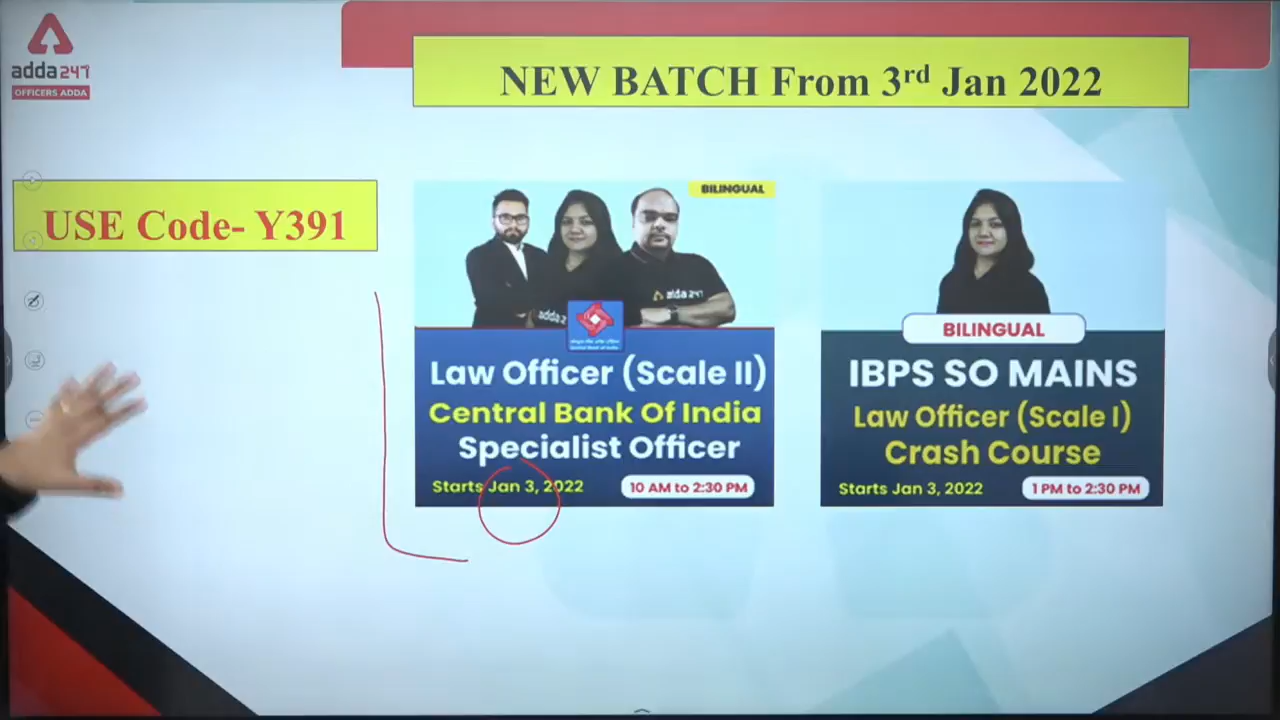 adda247
OFFICERS ADDA
NEW BATCH From 3rd Jan 2022
USE Code- Y391
BILINGUAL
adda 247
Law Officer (Scale II)
Central Bank Of India
Specialist Officer
Starts Jan 3, 2022
10 AM to 2:30 PM
BILINGUAL
IBPS SO MAINS
Law Officer (Scale I)
Crash Course
Starts Jan 3, 2022
1 PM to 2:30 PM